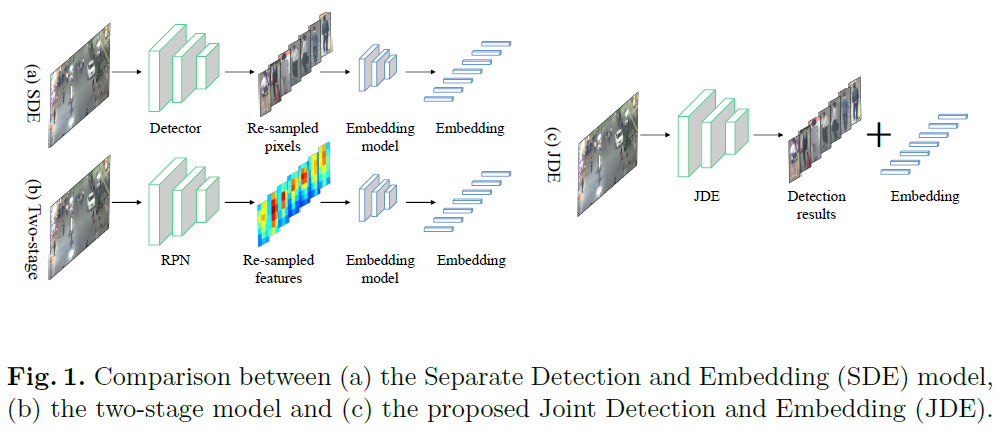 (a) SDE
Detector
Re-sampled
pixels
Embedding
model
Embedding
(b) Two-stage
RPN
Re-sampled
features
Embedding
model
Embedding
(c) JDE
JDE
+
Detection
results
Embedding
Fig. 1. Comparison between (a) the Separate Detection and Embedding (SDE) model,
(b) the two-stage model and (c) the proposed Joint Detection and Embedding (JDE).